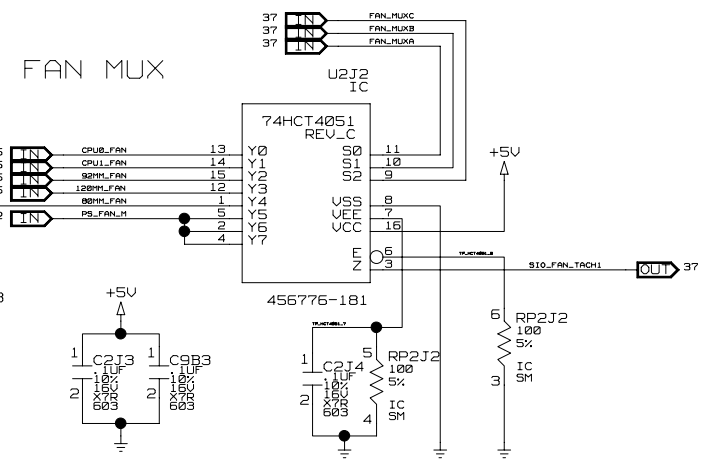 37 IN FAN_MUXC
37 IN FAN_MUXB
37 IN FAN_MUXA
FAN MUX
U2J2
IC
74HCT4051
REV_C
IN CPU0_FAN 13 Y0 S0 11
IN CPU1_FAN 14 Y1 S1 10
IN 92MM_FAN 15 Y2 S2 9
IN 120MM_FAN 12 Y3
80MM_FAN 1 Y4 VSS 8
IN PS_FAN_M 5 Y5 VEE 7
2 Y6 VCC 16
4 Y7
+5V
E 6
Z 3 SIO_FAN_TACH1 OUT 37
456776-181
+5V
1 C2J3
.1UF
10%
16V
2 X7R
603
1 C9B3
.1UF
10%
16V
2 X7R
603
TP_HCT4051_7
1 C2J4
.1UF
10%
16V
2 X7R
603
5 RP2J2
100
5%
IC
4 SM
6 RP2J2
100
5%
IC
3 SM